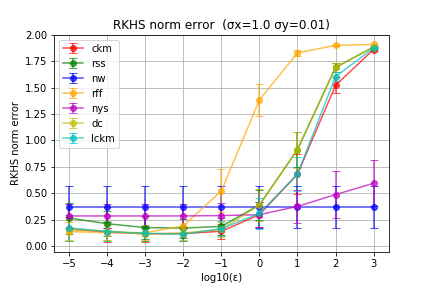 RKHS norm error (σx=1.0 σy=0.01)
RKHS norm error
2.00
1.75
1.50
1.25
1.00
0.75
0.50
0.25
0.00
ckm
rss
nw
rff
nys
dc
lckm
−5 −4 −3 −2 −1 0 1 2 3
log10(ε)